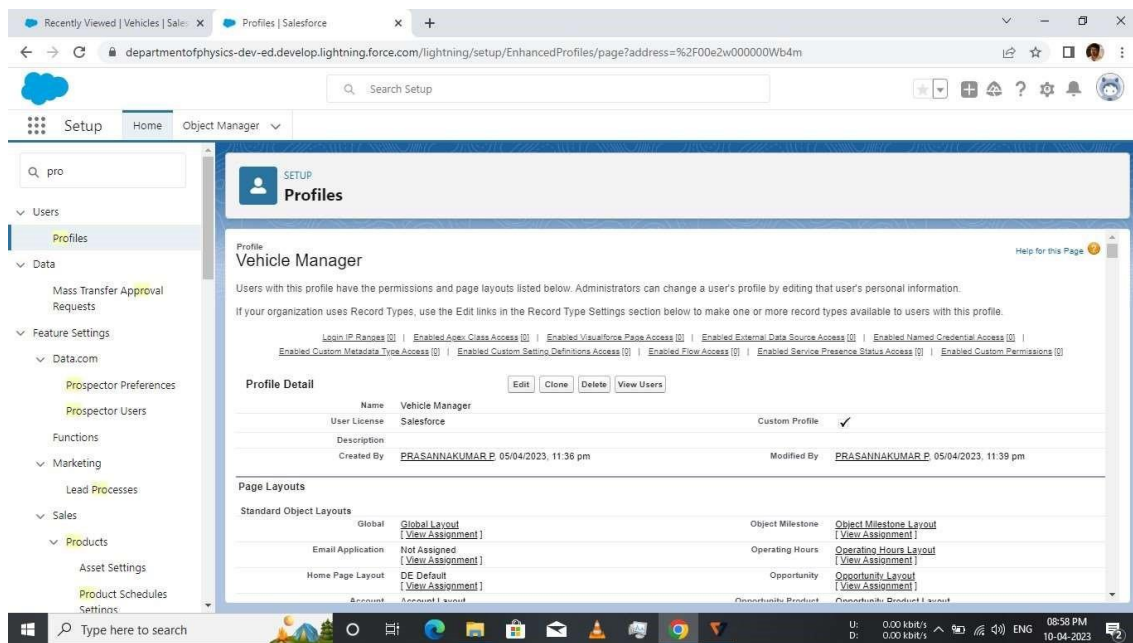 Recently Viewed | Vehicles | Sales
Profiles | Salesforce
departmentofphysics-dev-ed.develop.lightning.force.com/lightning/setup/EnhancedProfiles/page?address=%2F00e2w000000Wb4m
Search Setup
Setup
Home
Object Manager
pro
Users
Profiles
Data
Mass Transfer Approval
Requests
Feature Settings
Data.com
Prospector Preferences
Prospector Users
Functions
Marketing
Lead Processes
Sales
Products
Asset Settings
Product Schedules
Settings
SETUP
Profiles
Profile
Vehicle Manager
Help for this Page
Users with this profile have the permissions and page layouts listed below. Administrators can change a user's profile by editing that user's personal information.
If your organization uses Record Types, use the Edit links in the Record Type Settings section below to make one or more record types available to users with this profile.
Login IP Ranges [0] | Enabled Apex Class Access [0] | Enabled Visualforce Page Access [0] | Enabled External Data Source Access [0] | Enabled Named Credential Access [0] |
Enabled Custom Metadata Type Access [0] | Enabled Custom Setting Definitions Access [0] | Enabled Flow Access [0] | Enabled Service Presence Status Access [0] | Enabled Custom Permissions [0]
Profile Detail Edit Clone Delete View Users
Name Vehicle Manager
User License Salesforce Custom Profile
Description
Created By PRASANNAKUMAR P, 05/04/2023, 11:36 pm Modified By PRASANNAKUMAR P, 05/04/2023, 11:39 pm
Page Layouts
Standard Object Layouts
Global Global Layout Object Milestone Object Milestone Layout
[ View Assignment ] [ View Assignment ]
Email Application Not Assigned Operating Hours Operating Hours Layout
[ View Assignment ] [ View Assignment ]
Home Page Layout DE Default Opportunity Opportunity Layout
[ View Assignment ] [ View Assignment ]
Account Account Layout Opportunity Product Opportunity Product Layout
Type here to search
U: 0.00 kbit/s
D: 0.00 kbit/s
ENG
08:58 PM
10-04-2023
2